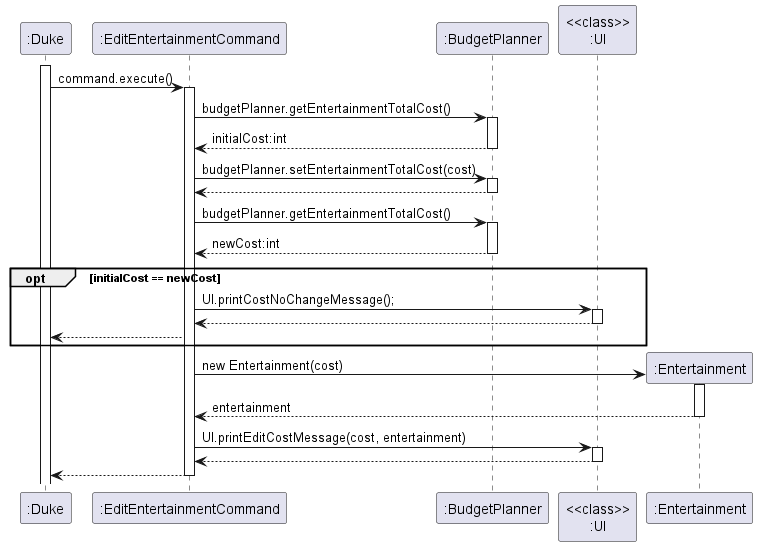 <<class>>
:Duke :EditEntertainmentCommand :BudgetPlanner :UI
command.execute()
budgetPlanner.getEntertainmentTotalCost()
initialCost:int
budgetPlanner.setEntertainmentTotalCost(cost)
budgetPlanner.getEntertainmentTotalCost()
newCost:int
opt [initialCost == newCost]
UI.printCostNoChangeMessage();
new Entertainment(cost) :Entertainment
entertainment
UI.printEditCostMessage(cost, entertainment)
:Duke :EditEntertainmentCommand :BudgetPlanner <<class>> :Entertainment
:UI